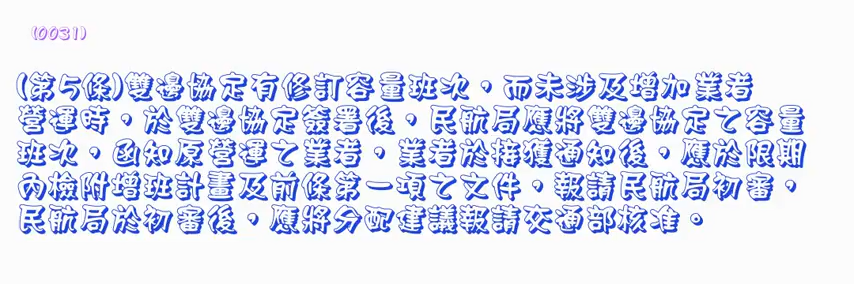 (0031)
(第5條)雙邊協定有修訂容量班次，而未涉及增加業者
營運時，於雙邊協定簽署後，民航局應將雙邊協定之容量
班次，函知原營運之業者，業者於接獲通知後，應於限期
內檢附增班計畫及前條第一項之文件，報請民航局初審，
民航局於初審後，應將分配建議報請交通部核准。